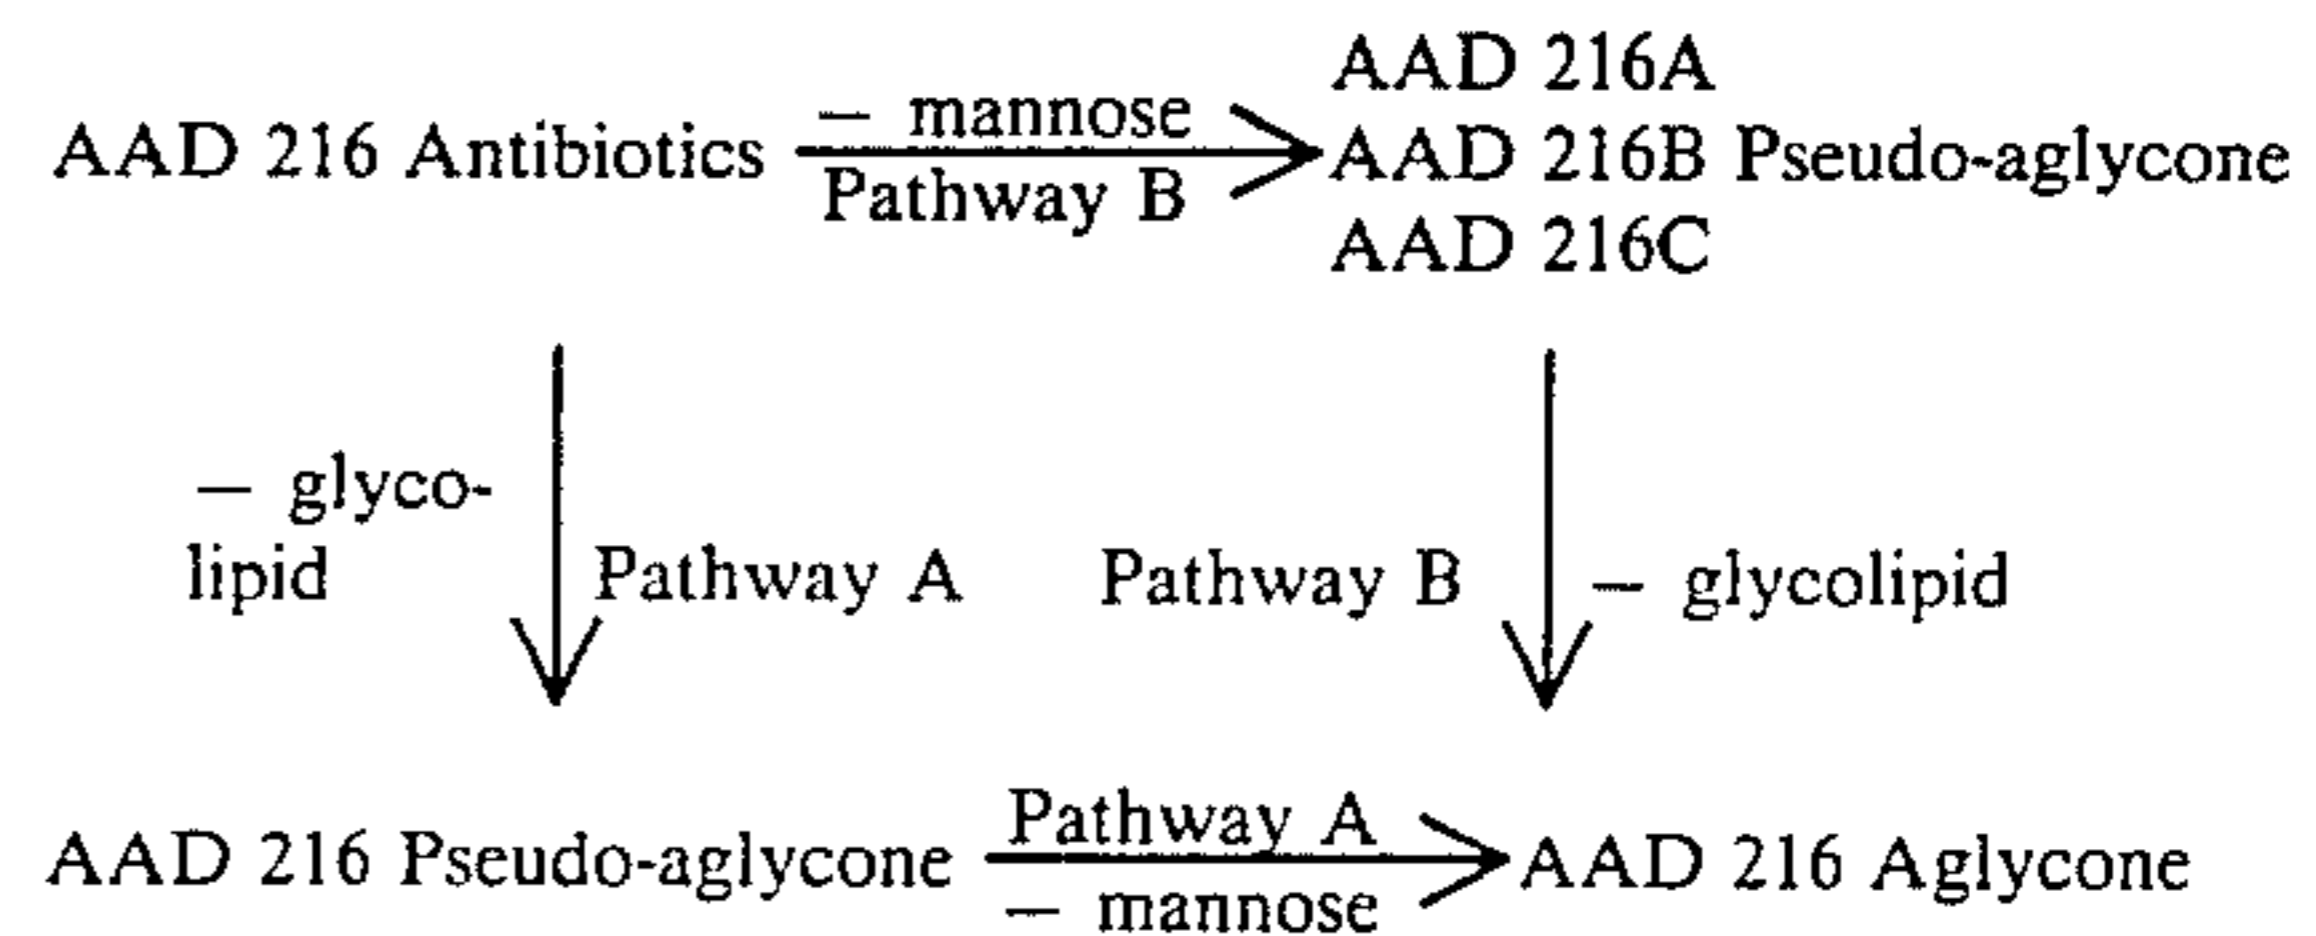 AAD 216A
AAD 216 Antibiotics — mannose AAD 216B Pseudo-aglycone
Pathway B
AAD 216C
— glyco-
lipid Pathway A Pathway B — glycolipid
Pathway A
AAD 216 Pseudo-aglycone AAD 216 Aglycone
— mannose